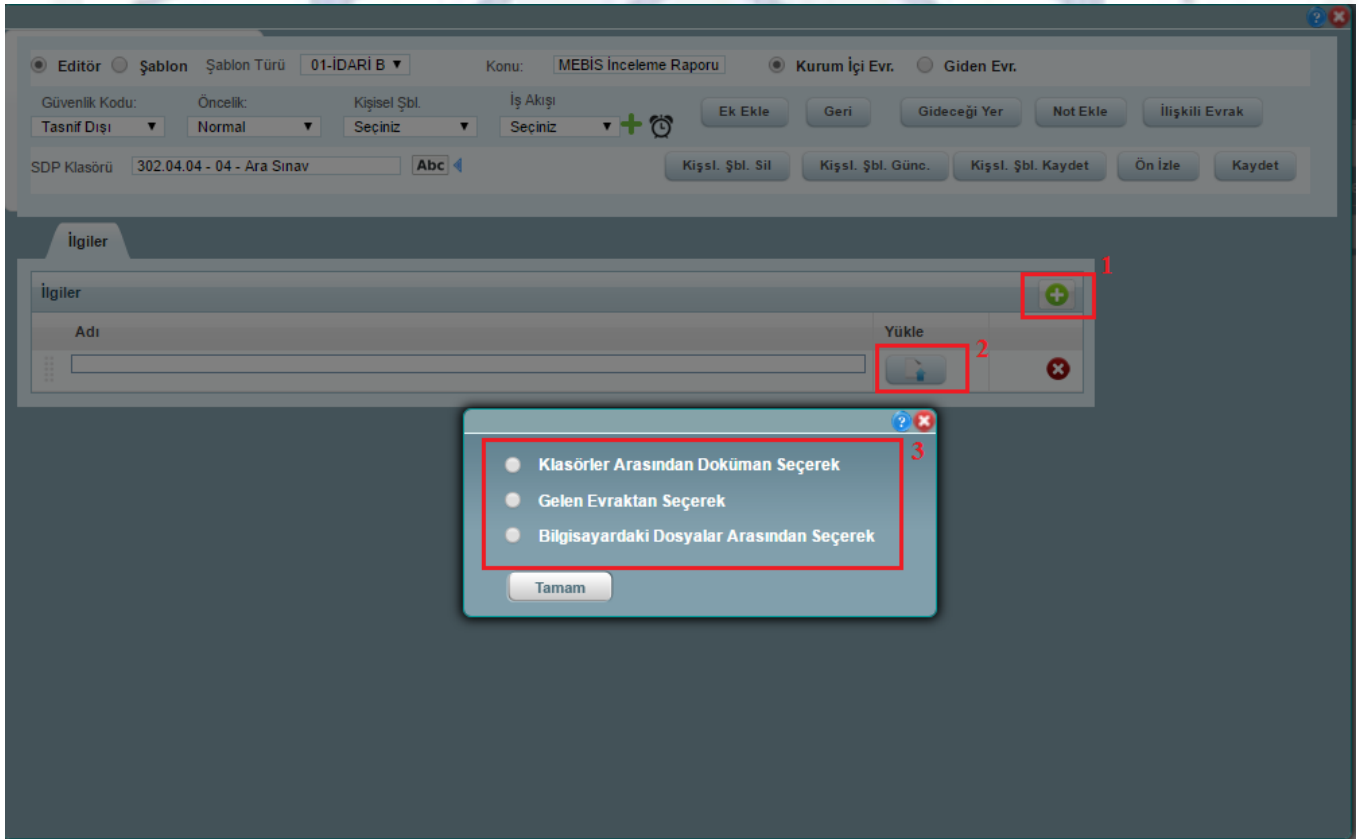 Editör Şablon Şablon Türü 01-İDARİ B Konu: MEBİS İnceleme Raporu Kurum İçi Evr. Giden Evr.
Güvenlik Kodu: Öncelik: Kişisel Şbl. İş Akışı
Tasnif Dışı Normal Seçiniz Seçiniz Ek Ekle Geri Gideceği Yer Not Ekle İlişkili Evrak
SDP Klasörü 302.04.04 - 04 - Ara Sınav Abc Kişsl. Şbl. Sil Kişsl. Şbl. Günc. Kişsl. Şbl. Kaydet Ön İzle Kaydet
İlgiler
1
İlgiler
Adı Yükle
2
3
Klasörler Arasından Doküman Seçerek
Gelen Evraktan Seçerek
Bilgisayardaki Dosyalar Arasından Seçerek
Tamam